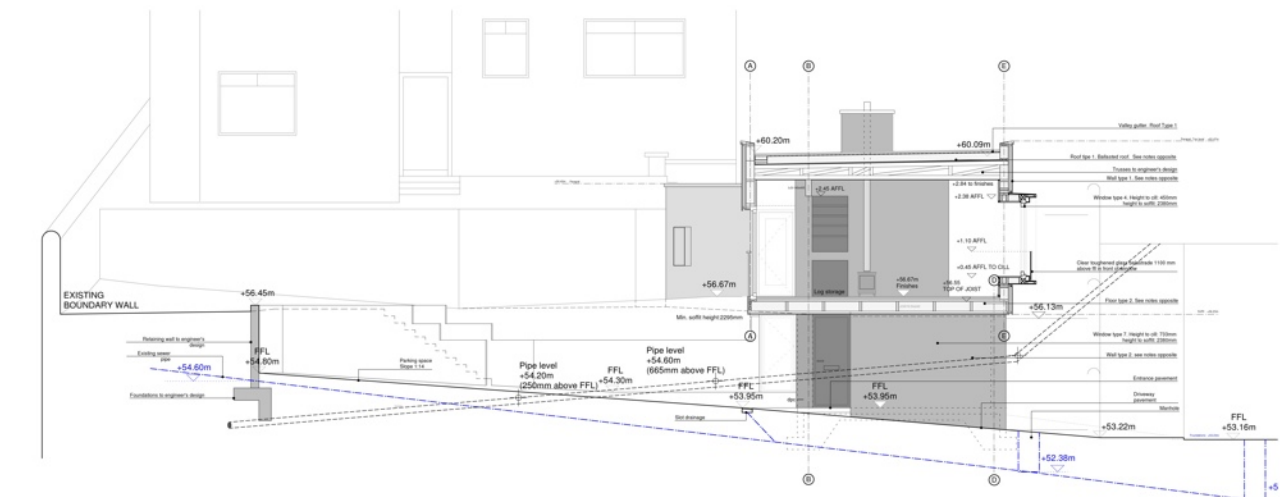 A
B
E
+60.20m
+60.09m
Valley gutter. Roof Type 1
Roof type 1. Ballasted roof. See notes opposite
Trusses to engineer's design
Wall type 1. See notes opposite
+2.45 AFFL
+2.84 to finishes
+2.38 AFFL
Window type 4. Height to cill: 450mm
height to soffit: 2380mm
+1.10 AFFL
+0.45 AFFL TO CILL
Clear toughened glass balustrade 1100 mm
+56.67m
+56.67m
Finishes
Log storage
+56.55
TOP OF JOIST
D
Floor type 2. See notes opposite
EXISTING
BOUNDARY WALL
+56.45m
Min. soffit height 2295mm
+56.13m
A
E
Retaining wall to engineer's
design
Existing sewer
pipe
FFL
+54.80m
Parking space
Slope 1:14
Pipe level
+54.20m
(250mm above FFL)
FFL
+54.30m
Pipe level
+54.60m
(665mm above FFL)
Window type 7. Height to cill: 720mm
height to soffit: 2380mm
Wall type 2, see notes opposite
+54.60m
Foundations to engineer's design
FFL
+53.95m
FFL
+53.95m
dpc
Entrance pavement
Driveway
pavement
Manhole
Slot drainage
+53.22m
FFL
+53.16m
+52.38m
B
D
+5